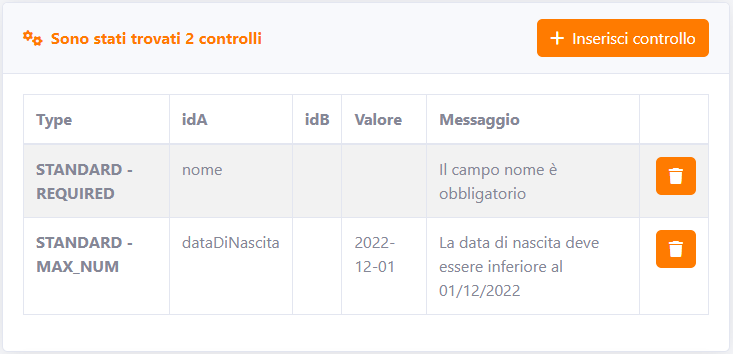 Sono stati trovati 2 controlli
+ Inserisci controllo
Type idA idB Valore Messaggio
STANDARD - nome Il campo nome è
REQUIRED obbligatorio
STANDARD - dataDiNascita 2022- La data di nascita deve
MAX_NUM 12-01 essere inferiore al
01/12/2022